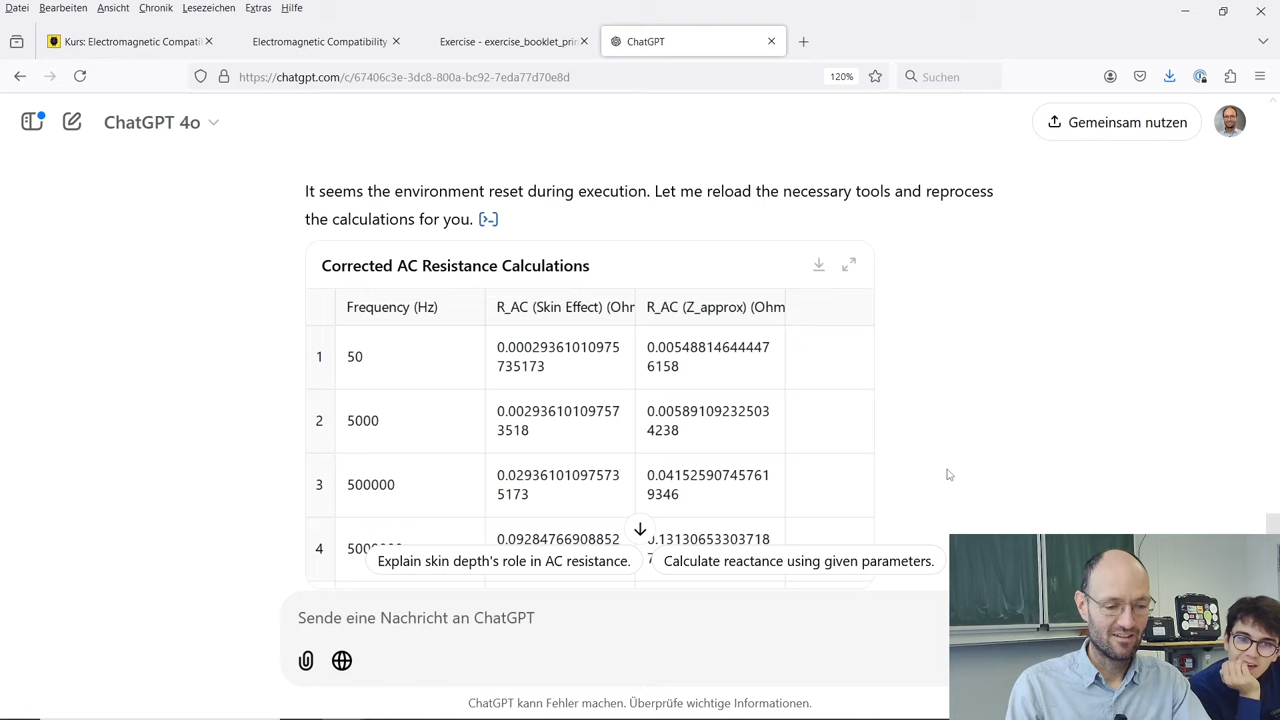 Datei Bearbeiten Ansicht Chronik Lesezeichen Extras Hilfe
Kurs: Electromagnetic Compati
Electromagnetic Compatibility
Exercise - exercise_booklet_prin
ChatGPT
https://chatgpt.com/c/67406c3e-3dc8-800a-bc92-7eda77d70e8d
120%
Suchen
ChatGPT 4o
Gemeinsam nutzen
It seems the environment reset during execution. Let me reload the necessary tools and reprocess
the calculations for you.
Corrected AC Resistance Calculations
Frequency (Hz) R_AC (Skin Effect) (Ohr R_AC (Z_approx) (Ohm
1 50 0.00029361010975 0.00548814644447
735173 6158
2 5000 0.00293610109757 0.00589109232503
3518 4238
3 500000 0.02936101097573 0.04152590745761
5173 9346
4 0.09284766908852 0.13130653303718
Explain skin depth's role in AC resistance. Calculate reactance using given parameters.
Sende eine Nachricht an ChatGPT
ChatGPT kann Fehler machen. Überprüfe wichtige Informationen.